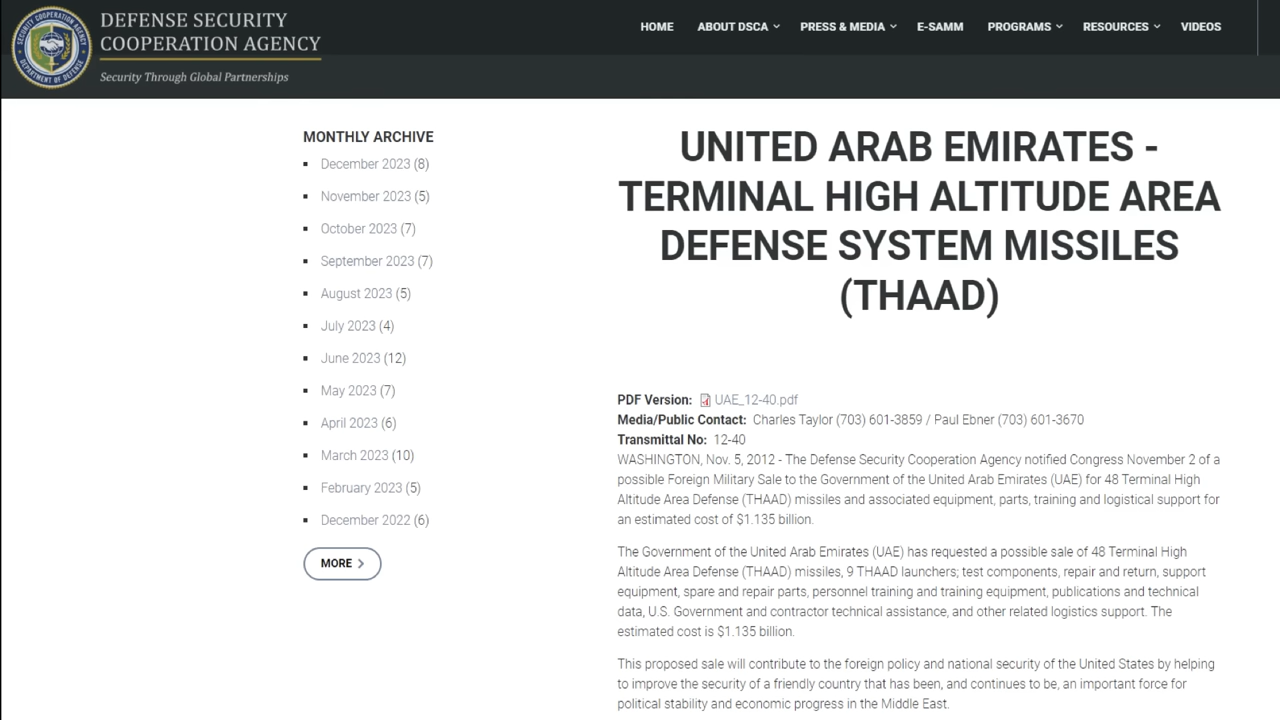 DEFENSE SECURITY
COOPERATION AGENCY
Security Through Global Partnerships
HOME ABOUT DSCA PRESS & MEDIA E-SAMM PROGRAMS RESOURCES VIDEOS
MONTHLY ARCHIVE
December 2023 (8)
November 2023 (5)
October 2023 (7)
September 2023 (7)
August 2023 (5)
July 2023 (4)
June 2023 (12)
May 2023 (7)
April 2023 (6)
March 2023 (10)
February 2023 (5)
December 2022 (6)
MORE
UNITED ARAB EMIRATES -
TERMINAL HIGH ALTITUDE AREA
DEFENSE SYSTEM MISSILES
(THAAD)
PDF Version: UAE_12-40.pdf
Media/Public Contact: Charles Taylor (703) 601-3859 / Paul Ebner (703) 601-3670
Transmittal No: 12-40
WASHINGTON, Nov. 5, 2012 - The Defense Security Cooperation Agency notified Congress November 2 of a
possible Foreign Military Sale to the Government of the United Arab Emirates (UAE) for 48 Terminal High
Altitude Area Defense (THAAD) missiles and associated equipment, parts, training and logistical support for
an estimated cost of $1.135 billion.
The Government of the United Arab Emirates (UAE) has requested a possible sale of 48 Terminal High
Altitude Area Defense (THAAD) missiles, 9 THAAD launchers; test components, repair and return, support
equipment, spare and repair parts, personnel training and training equipment, publications and technical
data, U.S. Government and contractor technical assistance, and other related logistics support. The
estimated cost is $1.135 billion.
This proposed sale will contribute to the foreign policy and national security of the United States by helping
to improve the security of a friendly country that has been, and continues to be, an important force for
political stability and economic progress in the Middle East.
SECURITY COOPERATION AGENCY
DEPARTMENT OF DEFENSE